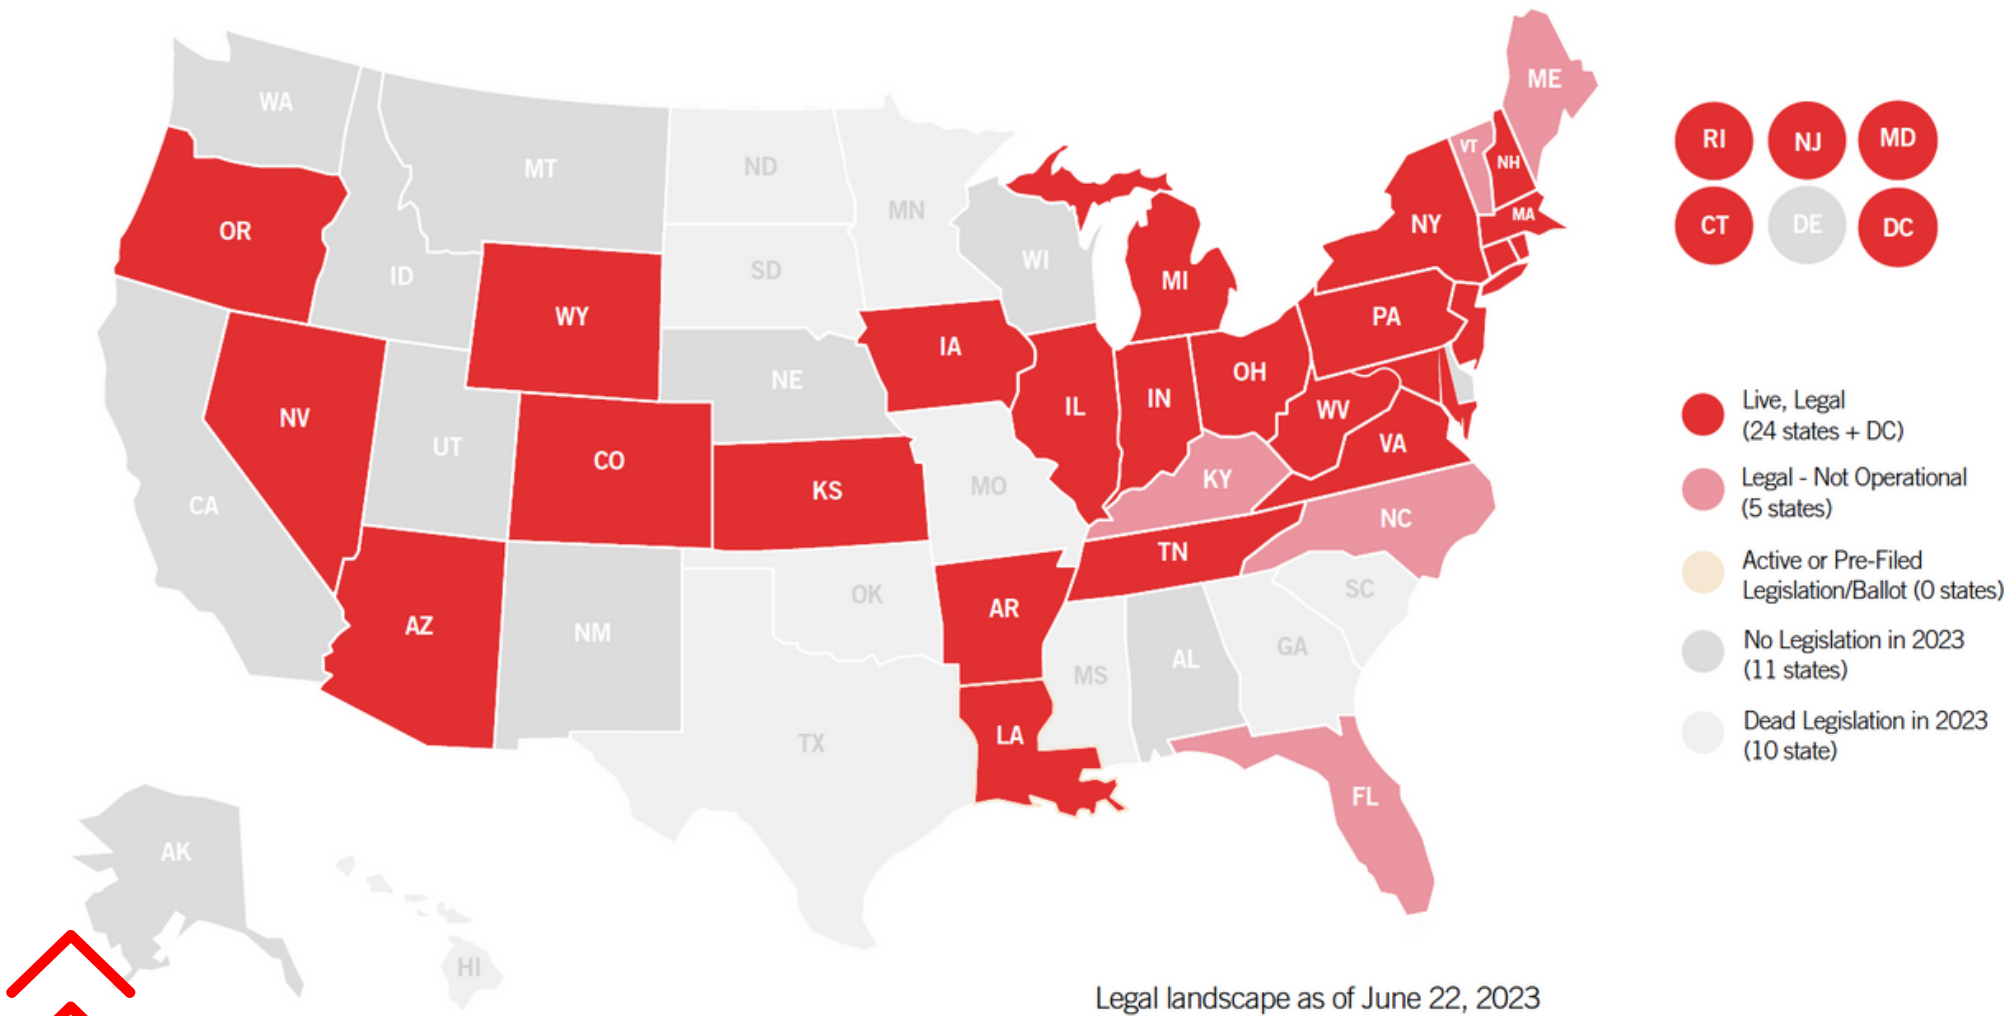 WA
MT
ND
MN
OR
ID
SD
WI
WY
MI
NY
VT
NH
ME
MA
RI
NJ
MD
CT
DE
DC
NV
UT
CO
NE
IA
IL
IN
OH
PA
WV
VA
CA
KS
MO
KY
NC
TN
AZ
NM
OK
AR
SC
TX
LA
MS
AL
GA
FL
AK
HI
Live, Legal
(24 states + DC)
Legal - Not Operational
(5 states)
Active or Pre-Filed
Legislation/Ballot (0 states)
No Legislation in 2023
(11 states)
Dead Legislation in 2023
(10 state)
Legal landscape as of June 22, 2023